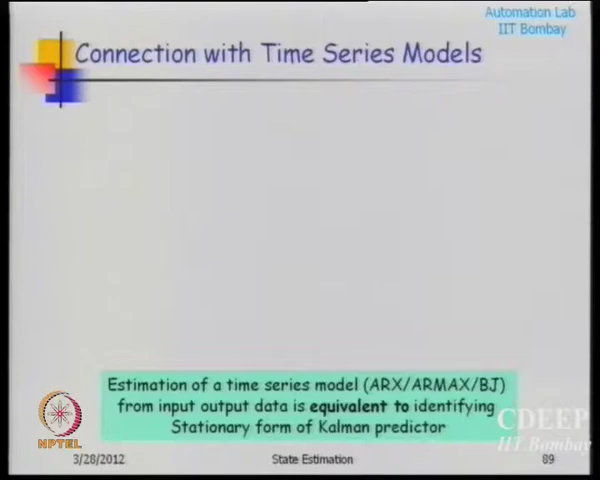 Automation Lab
IIT Bombay
Connection with Time Series Models
Estimation of a time series model (ARX/ARMAX/BJ)
from input output data is equivalent to identifying
Stationary form of Kalman predictor
NPTEL
CDEEP
IIT Bombay
3/28/2012
State Estimation
89